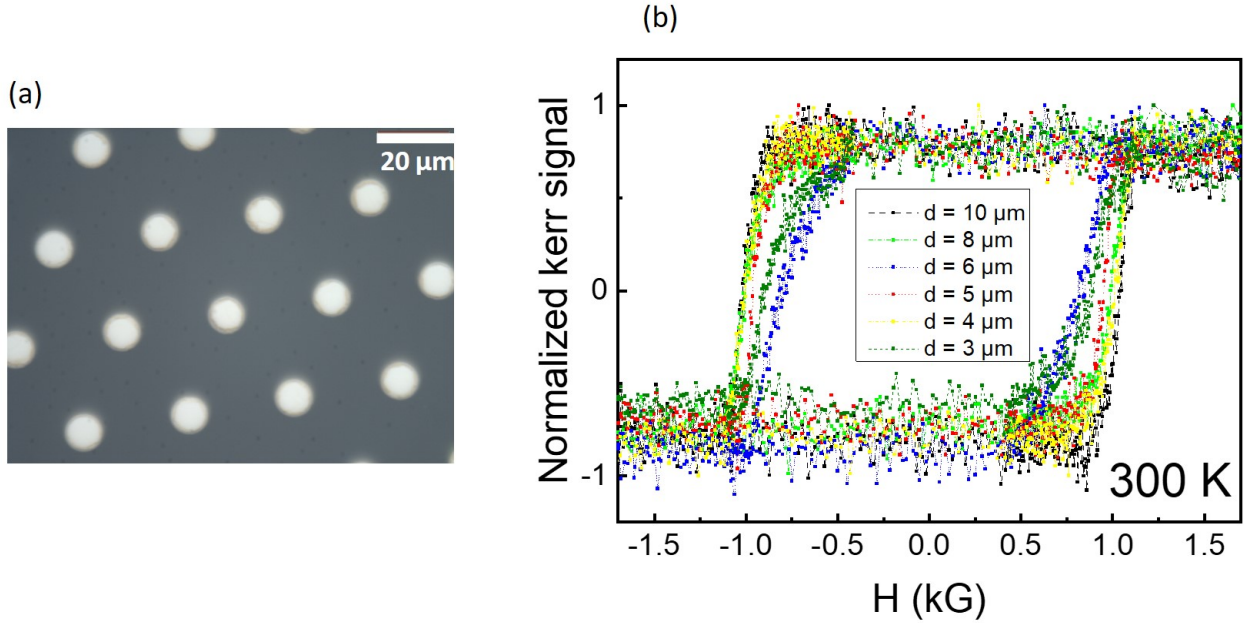 (a)
20 µm
(b)
Normalized kerr signal
1
0
-1
d = 10 µm
d = 8 µm
d = 6 µm
d = 5 µm
d = 4 µm
d = 3 µm
300 K
-1.5 -1.0 -0.5 0.0 0.5 1.0 1.5
H (kG)